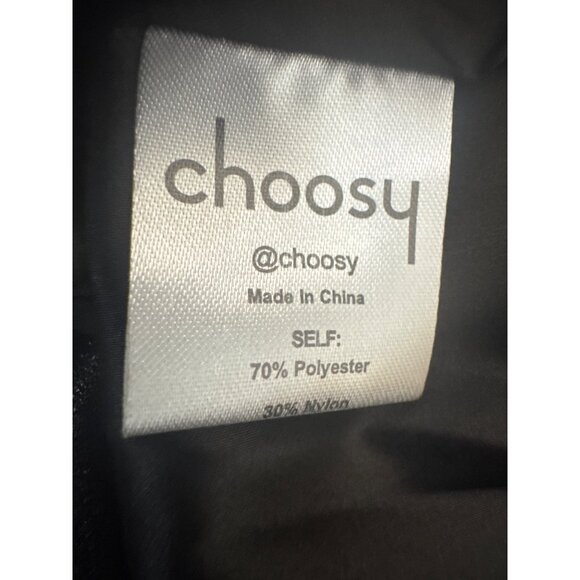 choosy
@choosy
Made In China
SELF:
70% Polyester
30% Nylon